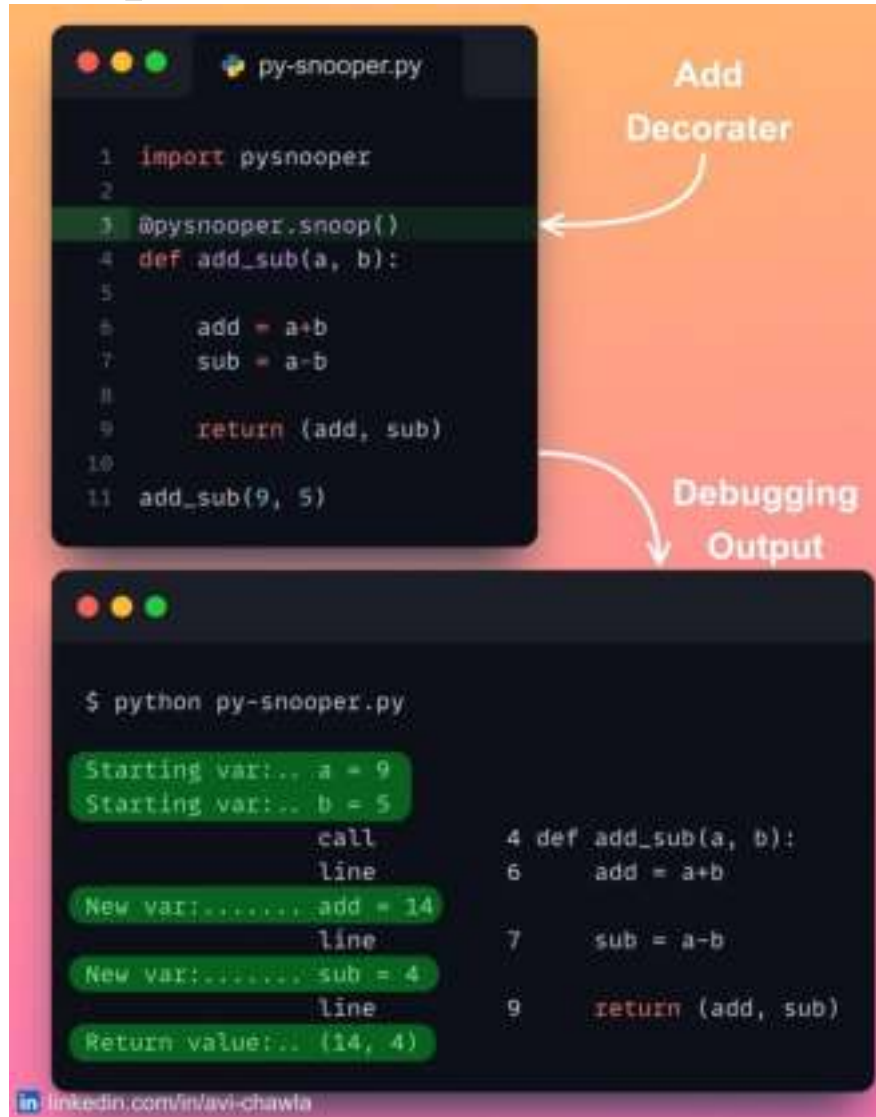 py-snooper.py
Add
Decorater
1 import pysnooper
2
3 @pysnooper.snoop()
4 def add_sub(a, b):
5
6 add = a+b
7 sub = a-b
8
9 return (add, sub)
10
11 add_sub(9, 5)
Debugging
Output
$ python py-snooper.py
Starting var:.. a = 9
Starting var:.. b = 5
call 4 def add_sub(a, b):
line 6 add = a+b
New var:....... add = 14
line 7 sub = a-b
New var:....... sub = 4
line 9 return (add, sub)
Return value:.. (14, 4)
in linkedin.com/in/avi-chawla